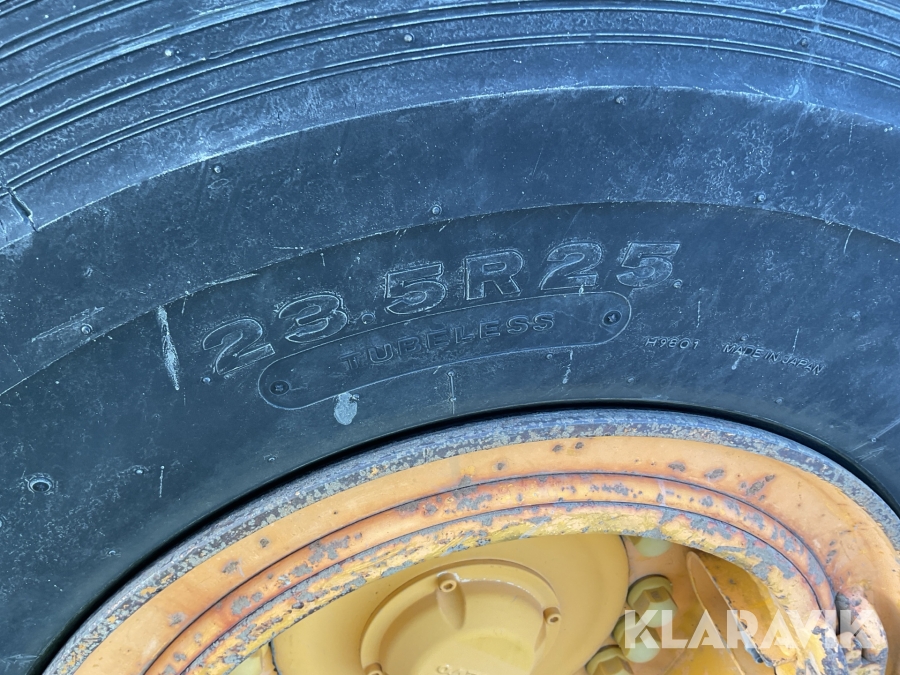 23.5R25
TUBELESS
H9801 MADE IN JAPAN
KLARAVIK